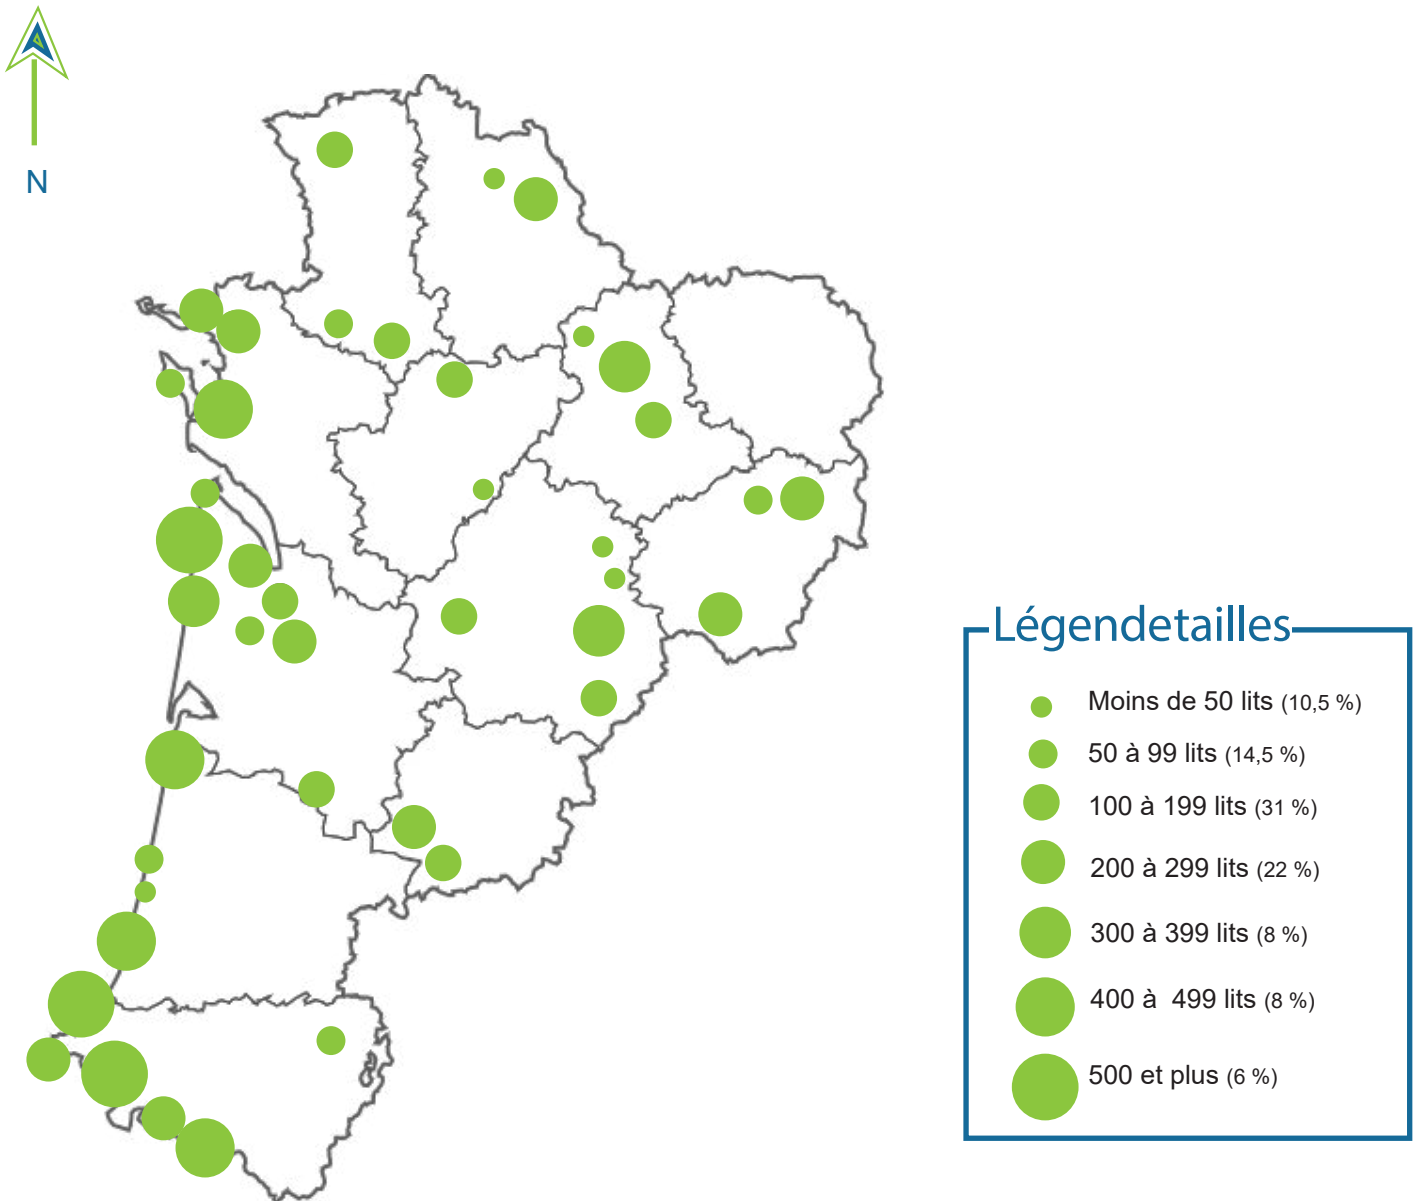 N
Légendetailles
Moins de 50 lits (10,5 %)
50 à 99 lits (14,5 %)
100 à 199 lits (31 %)
200 à 299 lits (22 %)
300 à 399 lits (8 %)
400 à 499 lits (8 %)
500 et plus (6 %)